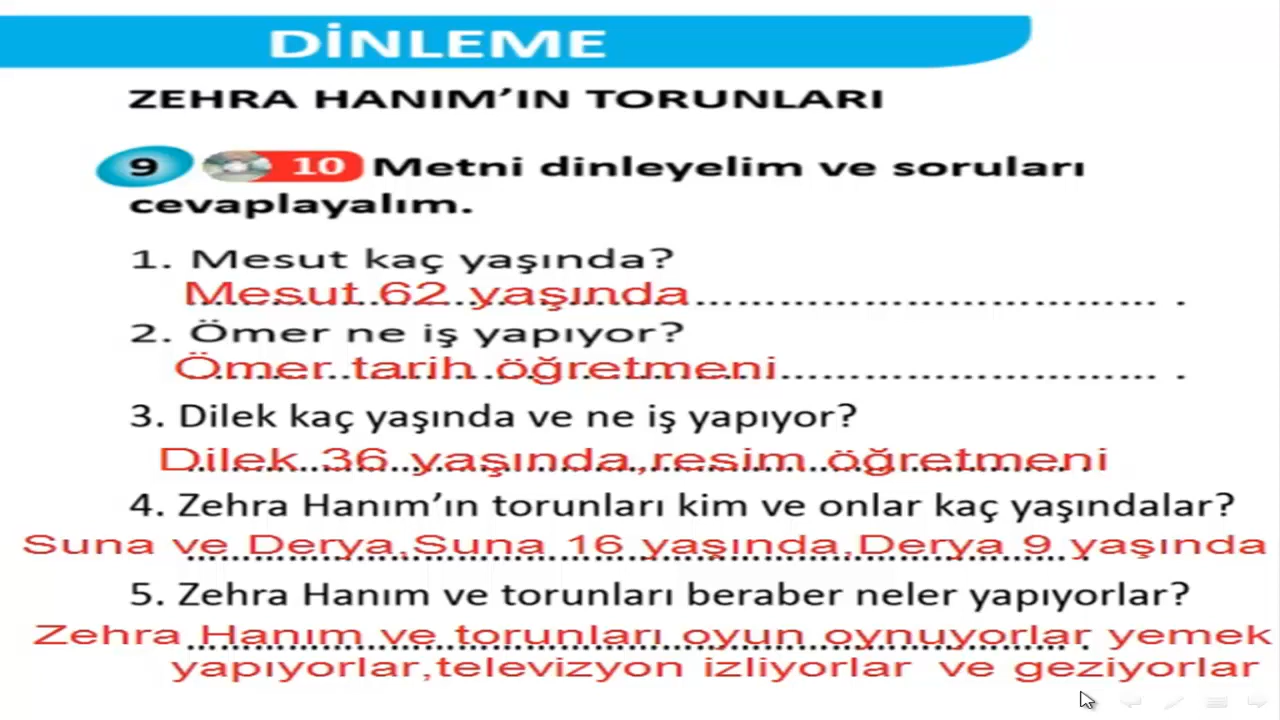 DİNLEME
ZEHRA HANIM’IN TORUNLARI
9 10 Metni dinleyelim ve soruları
cevaplayalım.
1. Mesut kaç yaşında?
Mesut 62 yaşında.................................. .
2. Ömer ne iş yapıyor?
Ömer tarih öğretmeni........................... .
3. Dilek kaç yaşında ve ne iş yapıyor?
Dilek 36 yaşında,resim öğretmeni
4. Zehra Hanım’ın torunları kim ve onlar kaç yaşındalar?
Suna ve Derya,Suna 16 yaşında,Derya 9 yaşında
5. Zehra Hanım ve torunları beraber neler yapıyorlar?
Zehra Hanım ve torunları oyun oynuyorlar yemek
yapıyorlar,televizyon izliyorlar ve geziyorlar